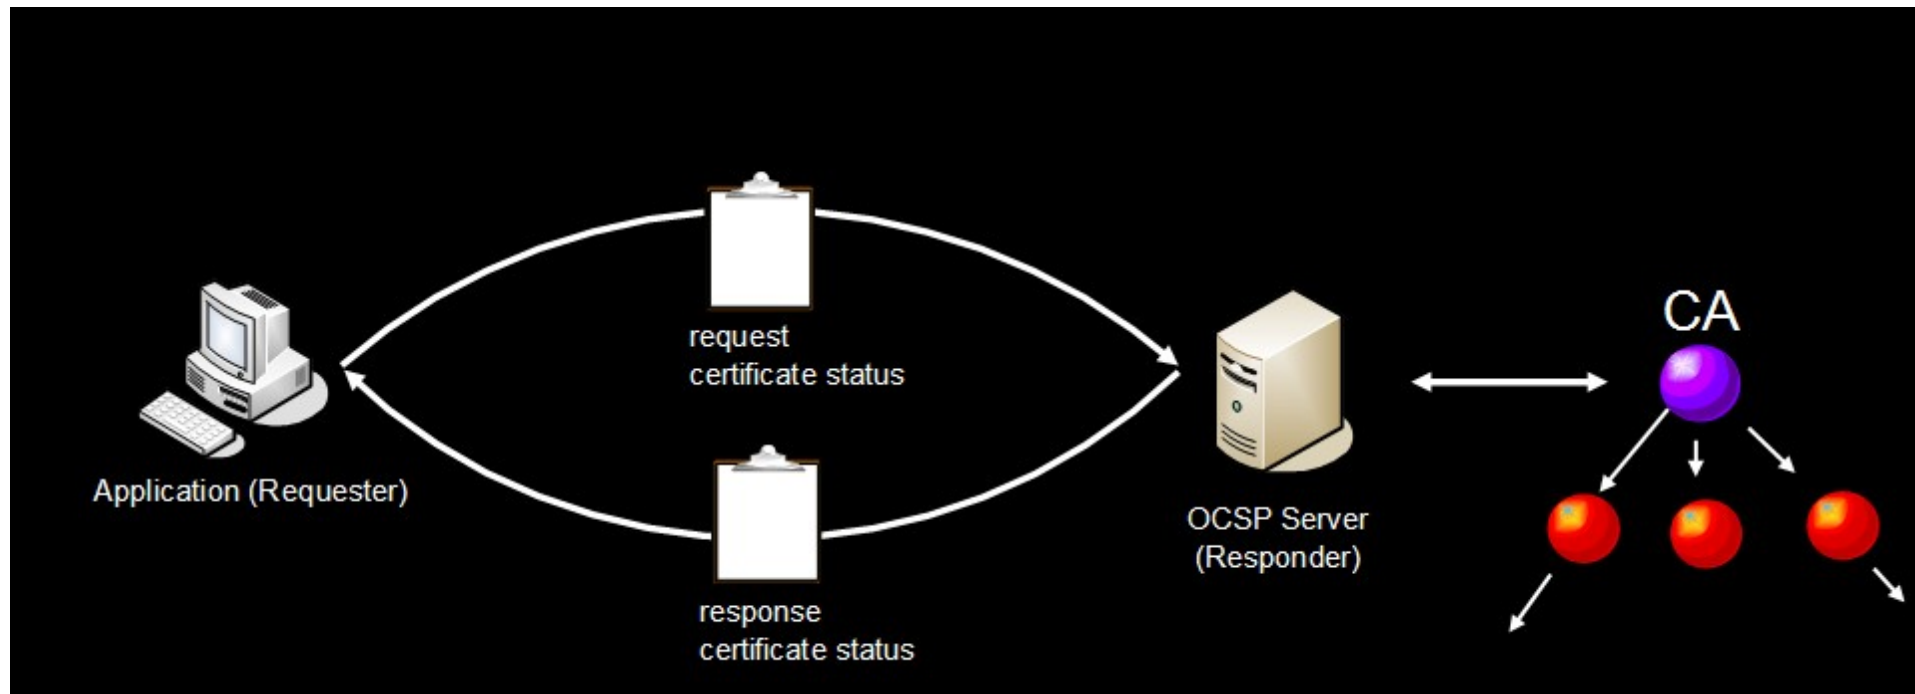 request
certificate status
CA
Application (Requester)
OCSP Server
(Responder)
response
certificate status